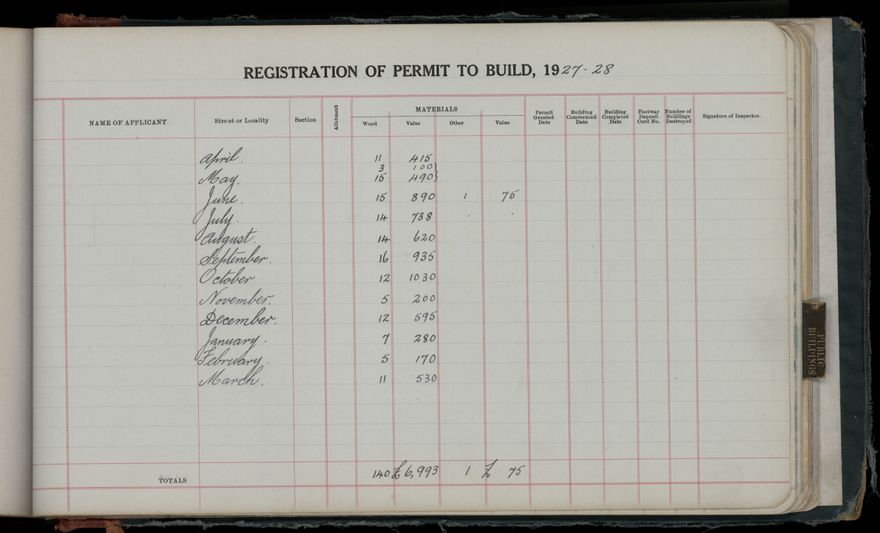 REGISTRATION OF PERMIT TO BUILD, 1927-28
NAME OF APPLICANT Street or Locality Section Allotment MATERIALS Permit Granted Date Building Commenced Date Building Completed Date Footway Deposit Card No. Number of Buildings Destroyed Signature of Inspector.
Wood Value Other Value
April. 11 415
3 100}
May. 15 490}
June. 15 890 1 75
July. 14 738
August. 14 620
September. 16 935
October 12 1030
November. 5 200
December. 12 595
January. 7 280
February. 5 170
March. 11 530
TOTALS 140 £6,993 1 £ 75
PUBLIC
BUILDINGS